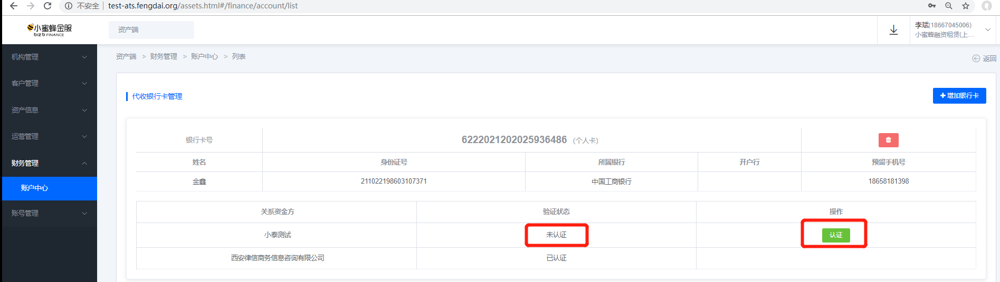 不安全 test-ats.fengdai.org/assets.html#/finance/account/list
小蜜蜂金服
bizb FINANCE
资产端
李斌(18667045006)
小蜜蜂融资租赁(上...
机构管理
客户管理
资产信息
运营管理
财务管理
账户中心
账号管理
资产端 > 财务管理 > 账户中心 > 列表
返回
代收银行卡管理
增加银行卡
银行卡号 6222021202025936486 (个人卡)
姓名 身份证号 所属银行 开户行 预留手机号
金鑫 211022198603107371 中国工商银行 18658181398
关系资金方 验证状态 操作
小泰测试 未认证 认证
西安律信商务信息咨询有限公司 已认证